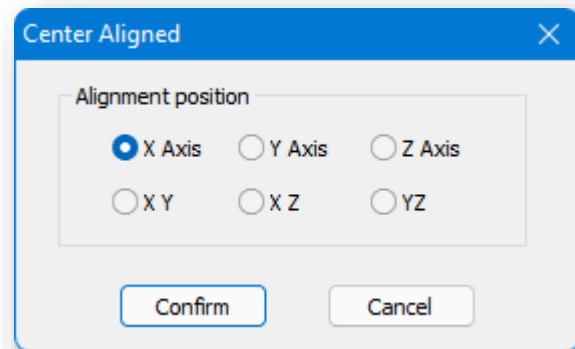 Center Aligned
Alignment position
X Axis Y Axis Z Axis
X Y X Z YZ
Confirm Cancel